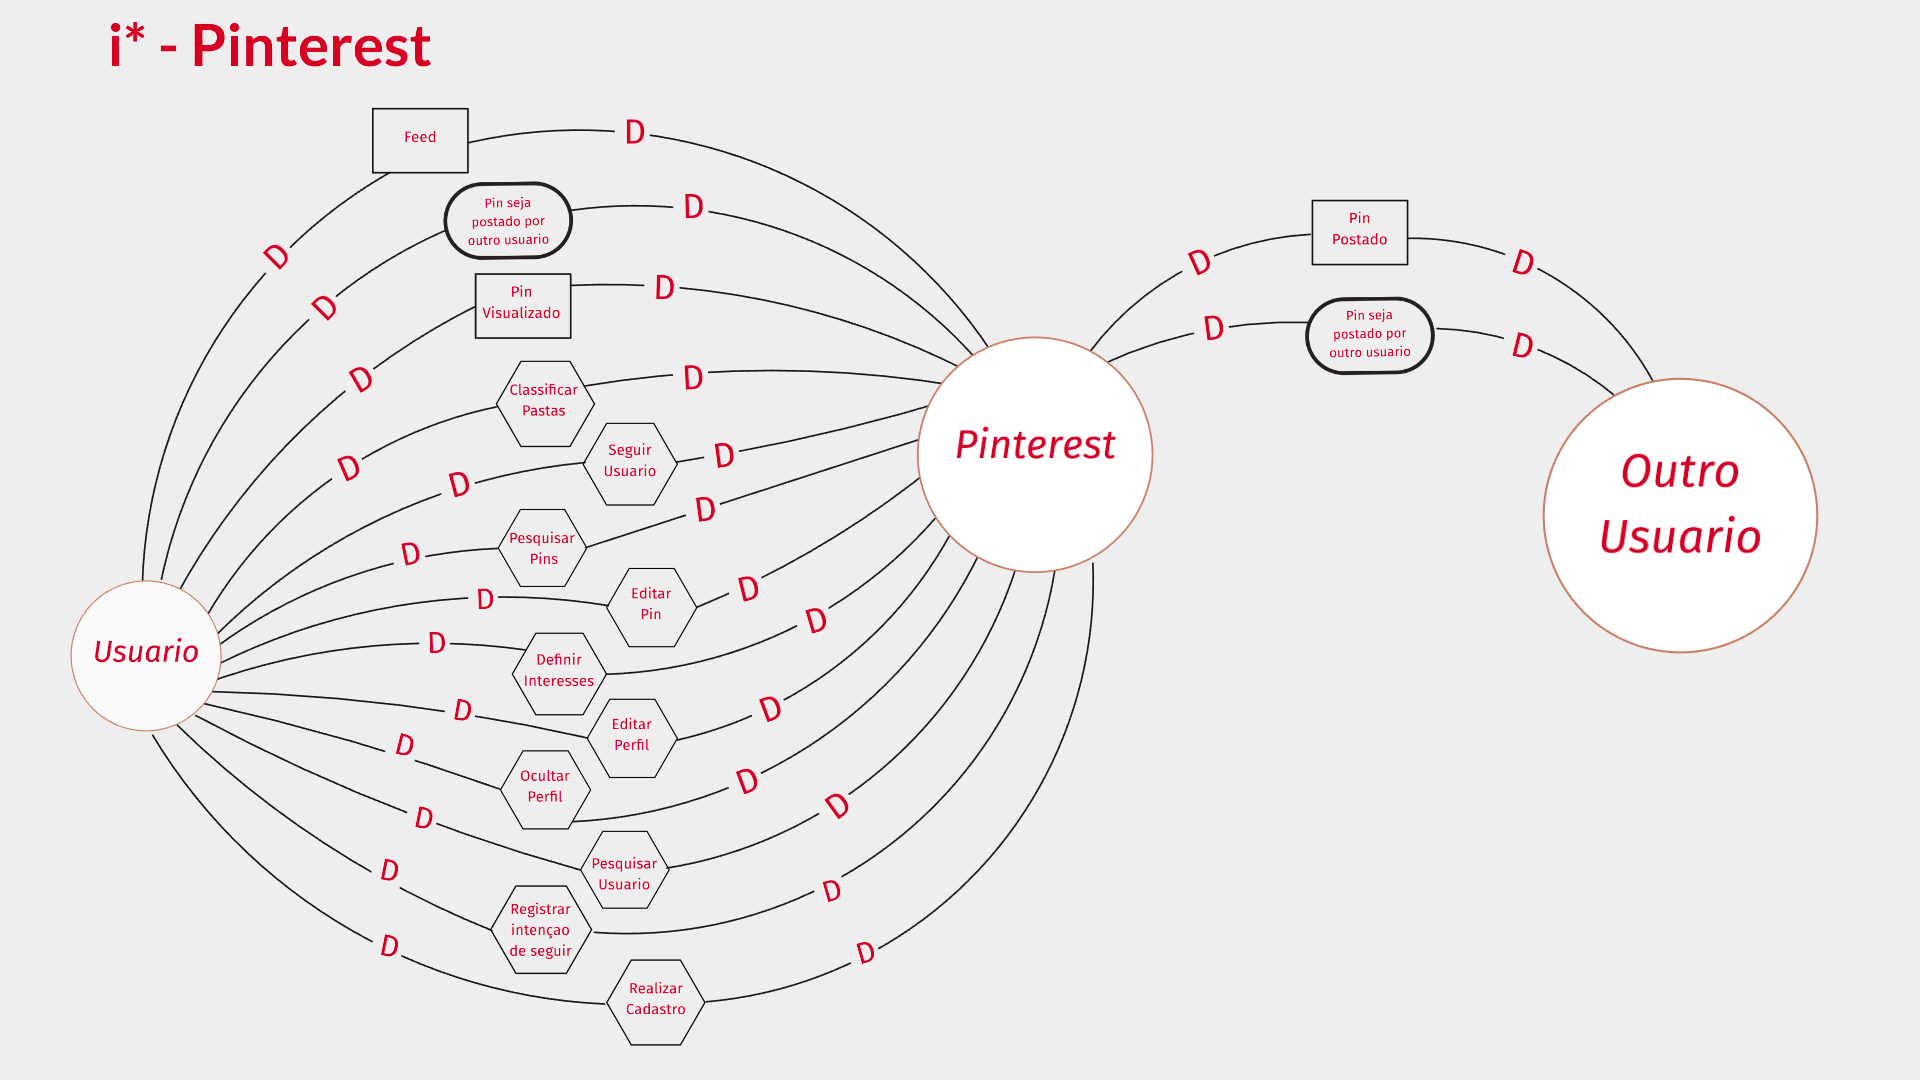 i* - Pinterest
Feed
D
D
Pin seja
postado por
outro usuario
D
D
Pin
Visualizado
D
D
Classificar
Pastas
D
D
Seguir
Usuario
D
D
Pesquisar
Pins
D
D
Editar
Pin
D
D
Definir
Interesses
D
D
Editar
Perfil
D
D
Ocultar
Perfil
D
D
Pesquisar
Usuario
D
D
Registrar
intençao
de seguir
D
D
Realizar
Cadastro
D
D
Usuario
Pinterest
Pin
Postado
D
D
Pin seja
postado por
outro usuario
D
D
Outro
Usuario